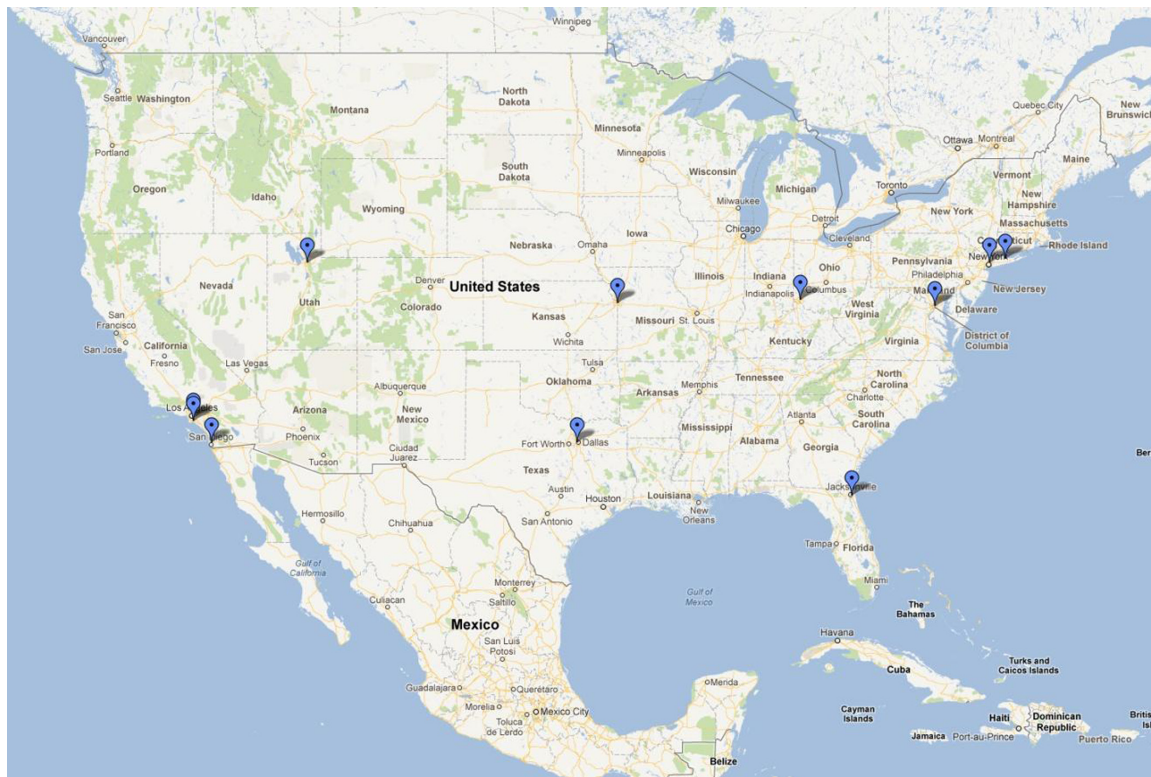 Winnipeg
Vancouver
Seattle
Washington
Montana
North
Dakota
Minnesota
Quebec City
New
Brunswick
Ottawa
Montreal
Maine
Portland
Oregon
Idaho
South
Dakota
Minneapolis
Wisconsin
Michigan
Toronto
Vermont
New
Hampshire
Wyoming
Milwaukee
Detroit
New York
Massachusetts
Nebraska
Iowa
Omaha
Chicago
Cleveland
Rhode Island
Nevada
Utah
Denver
Colorado
United States
Illinois
Indiana
Indianapolis
Ohio
Columbus
Pennsylvania
New York
Philadelphia
New Jersey
Maryland
Delaware
West
Virginia
Kansas
Missouri
St. Louis
District of
Columbia
San
Francisco
San Jose
California
Fresno
Las Vegas
Wichita
Kentucky
Virginia
Tulsa
Oklahoma
Arkansas
Memphis
Tennessee
North
Carolina
Charlotte
Albuquerque
New
Mexico
Arizona
Phoenix
San Diego
Tucson
Ciudad
Juarez
Fort Worth
Dallas
Texas
Mississippi
Alabama
Atlanta
Georgia
South
Carolina
Austin
Houston
San Antonio
Louisiana
New
Orleans
Jacksonville
Hermosillo
Chihuahua
Tampa
Florida
Miami
Gulf of
California
Monterrey
Saltillo
Gulf of
Mexico
Culiacan
The
Bahamas
Mexico
San Luis
Potosi
Havana
Cuba
Turks and
Caicos Islands
Guadalajara
Querétaro
Morelia
Mexico City
Toluca
de Lerdo
Merida
Cayman
Islands
Haiti
Port-au-Prince
Dominican
Republic
Jamaica
Puerto Rico
Belize